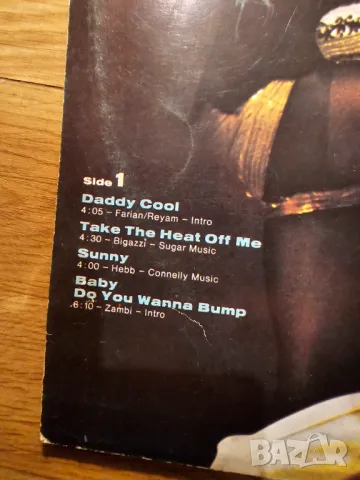 Side 1
Daddy Cool
4:05 – Farian/Reyam – Intro
Take The Heat Off Me
4:30 – Bigazzi – Sugar Music
Sunny
4:00 – Hebb – Connelly Music
Baby
Do You Wanna Bump
6:10 – Zambi – Intro
bazar